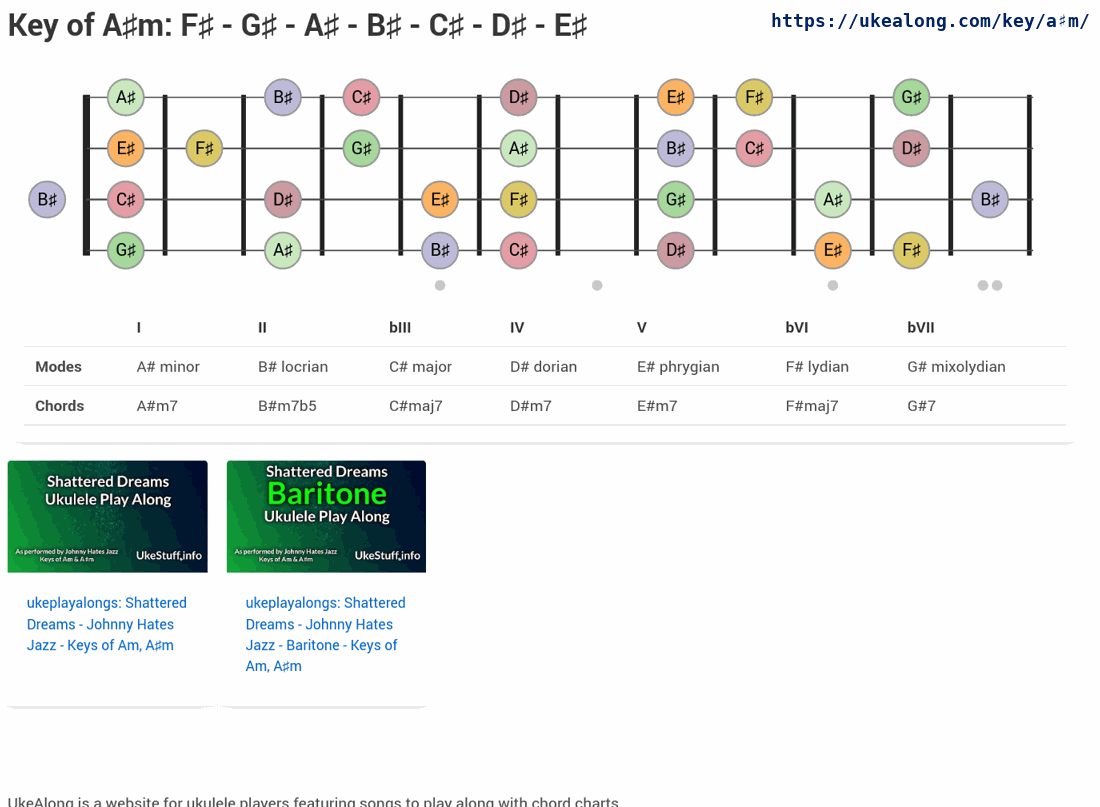 Key of A♯m: F♯ - G♯ - A♯ - B♯ - C♯ - D♯ - E♯
https://ukealong.com/key/a♯m/
A♯ B♯ C♯ D♯ E♯ F♯ G♯
E♯ F♯ G♯ A♯ B♯ C♯ D♯
B♯ C♯ D♯ E♯ F♯ G♯ A♯ B♯
G♯ A♯ B♯ C♯ D♯ E♯ F♯
I II bIII IV V bVI bVII
Modes A# minor B# locrian C# major D# dorian E# phrygian F# lydian G# mixolydian
Chords A#m7 B#m7b5 C#maj7 D#m7 E#m7 F#maj7 G#7
Shattered Dreams
Ukulele Play Along
As performed by Johnny Hates Jazz
Keys of Am & A♯m
UkeStuff.info
Shattered Dreams
Baritone
Ukulele Play Along
As performed by Johnny Hates Jazz
Keys of Am & A♯m
UkeStuff.info
ukeplayalongs: Shattered
Dreams - Johnny Hates
Jazz - Keys of Am, A♯m
ukeplayalongs: Shattered
Dreams - Johnny Hates
Jazz - Baritone - Keys of
Am, A♯m
UkeAlong is a website for ukulele players featuring songs to play along with chord charts